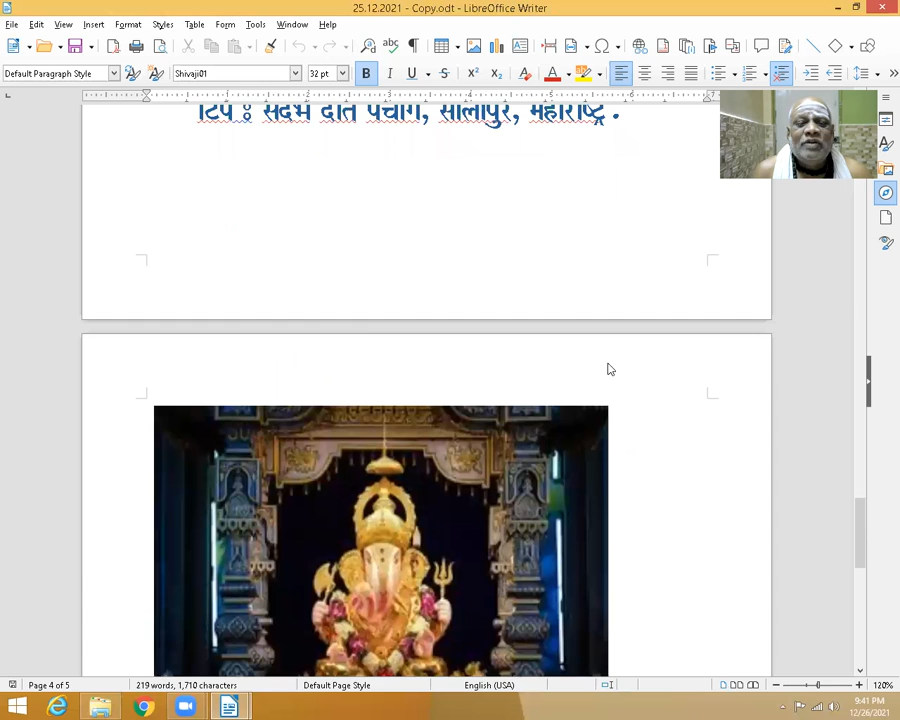 25.12.2021 - Copy.odt - LibreOffice Writer
File Edit View Insert Format Styles Table Form Tools Window Help
Default Paragraph Style Shivaji01 32 pt
टिप : संदर्भ दाते पंचांग, सोलापुर, महाराष्ट्र .
Page 4 of 5 219 words, 1,710 characters Default Page Style English (USA) 120%
9:41 PM
12/26/2021